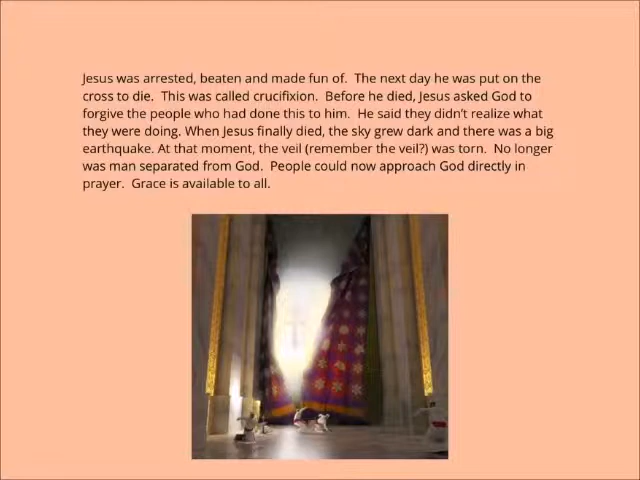 Jesus was arrested, beaten and made fun of.  The next day he was put on the
cross to die.  This was called crucifixion.  Before he died, Jesus asked God to
forgive the people who had done this to him.  He said they didn't realize what
they were doing. When Jesus finally died, the sky grew dark and there was a big
earthquake. At that moment, the veil (remember the veil?) was torn.  No longer
was man separated from God.  People could now approach God directly in
prayer.  Grace is available to all.